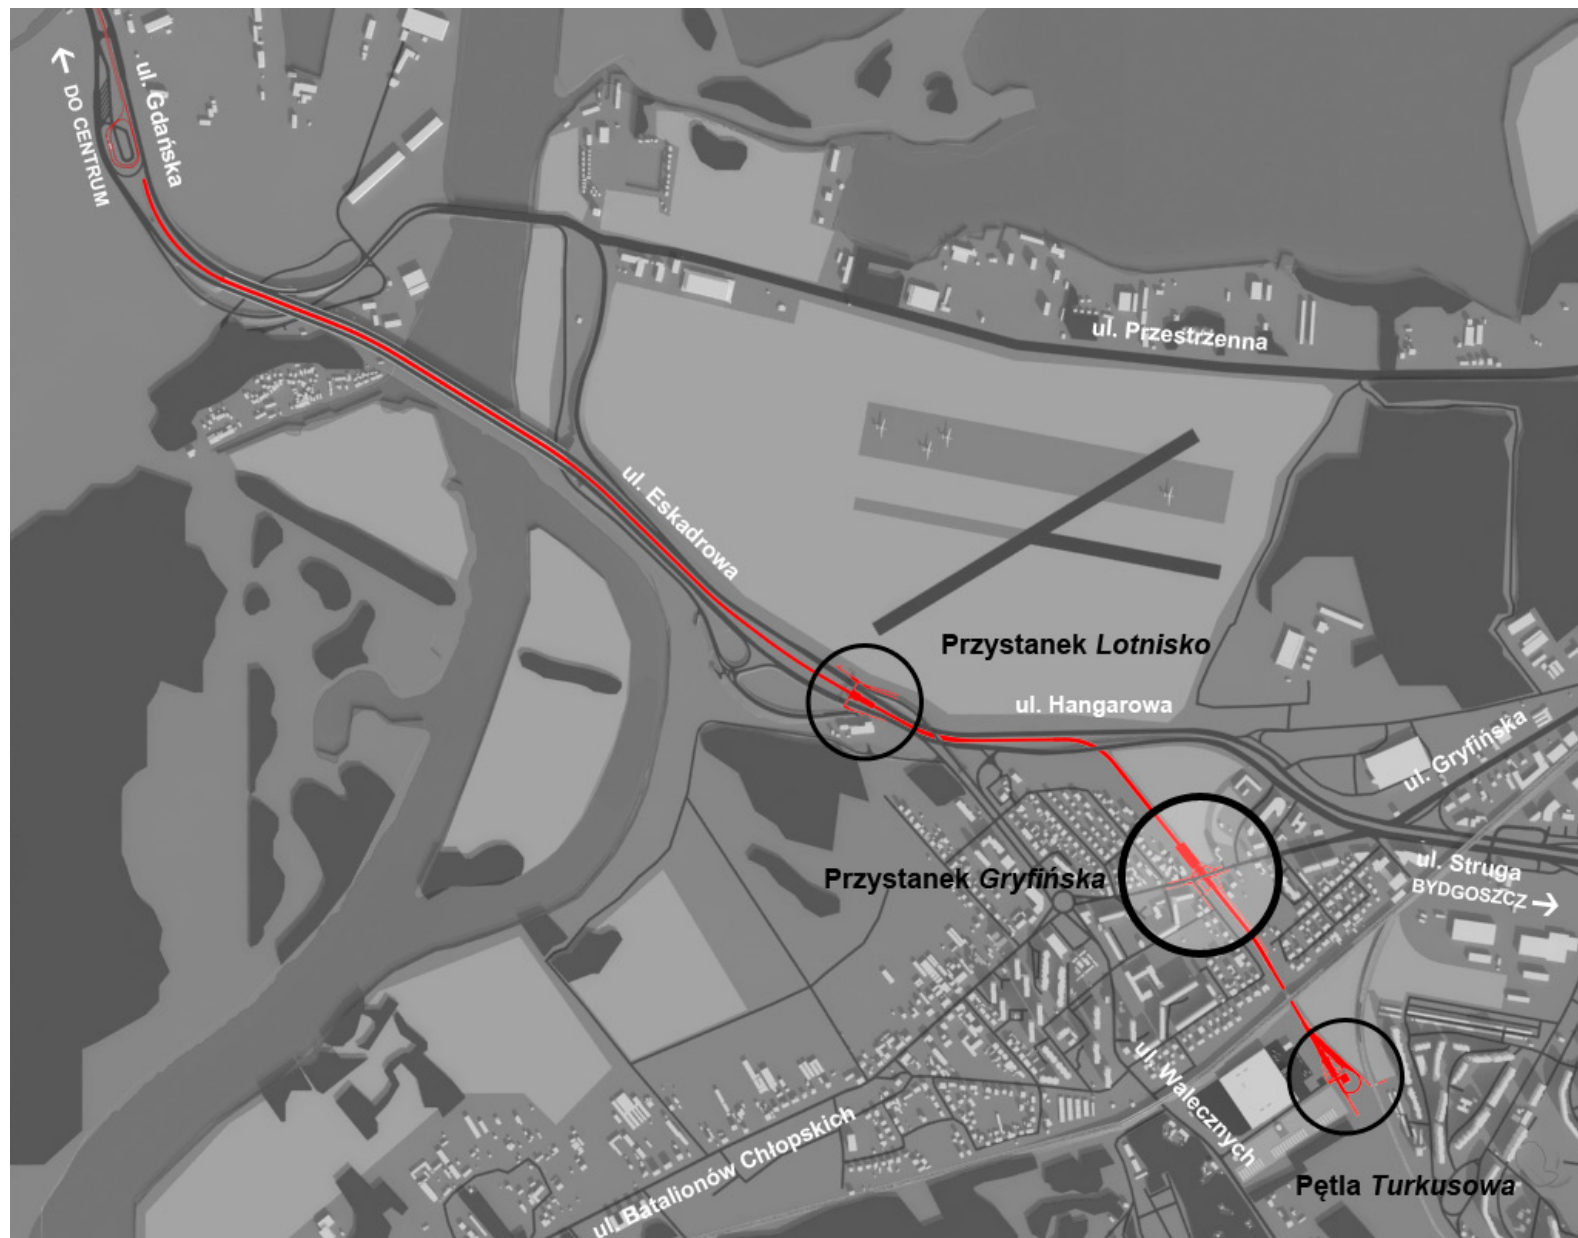 ul. Gdańska
DO CENTRUM
ul. Przestrzenna
ul. Eskadrowa
Przystanek Lotnisko
ul. Hangarowa
ul. Gryfińska
ul. Struga
BYDGOSZCZ
Przystanek Gryfińska
ul. Walecznych
ul. Batalionów Chłopskich
Pętla Turkusowa